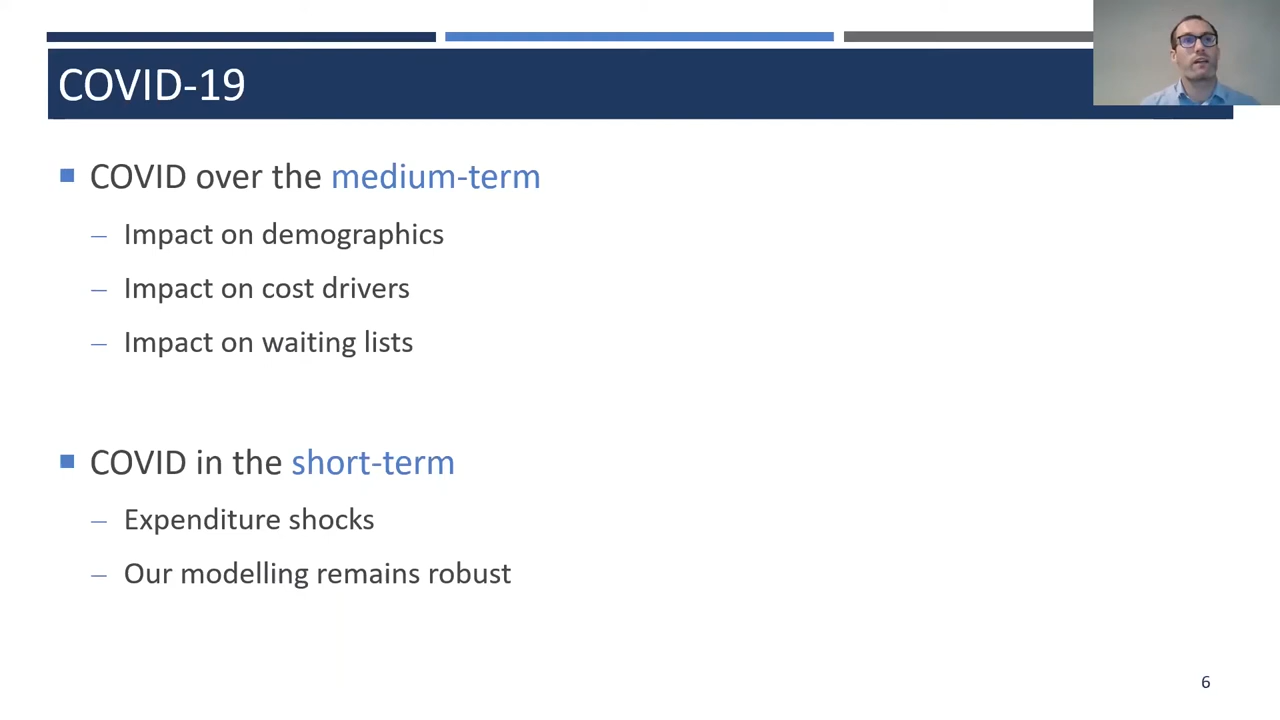 COVID-19
COVID over the medium-term
– Impact on demographics
– Impact on cost drivers
– Impact on waiting lists
COVID in the short-term
– Expenditure shocks
– Our modelling remains robust
6